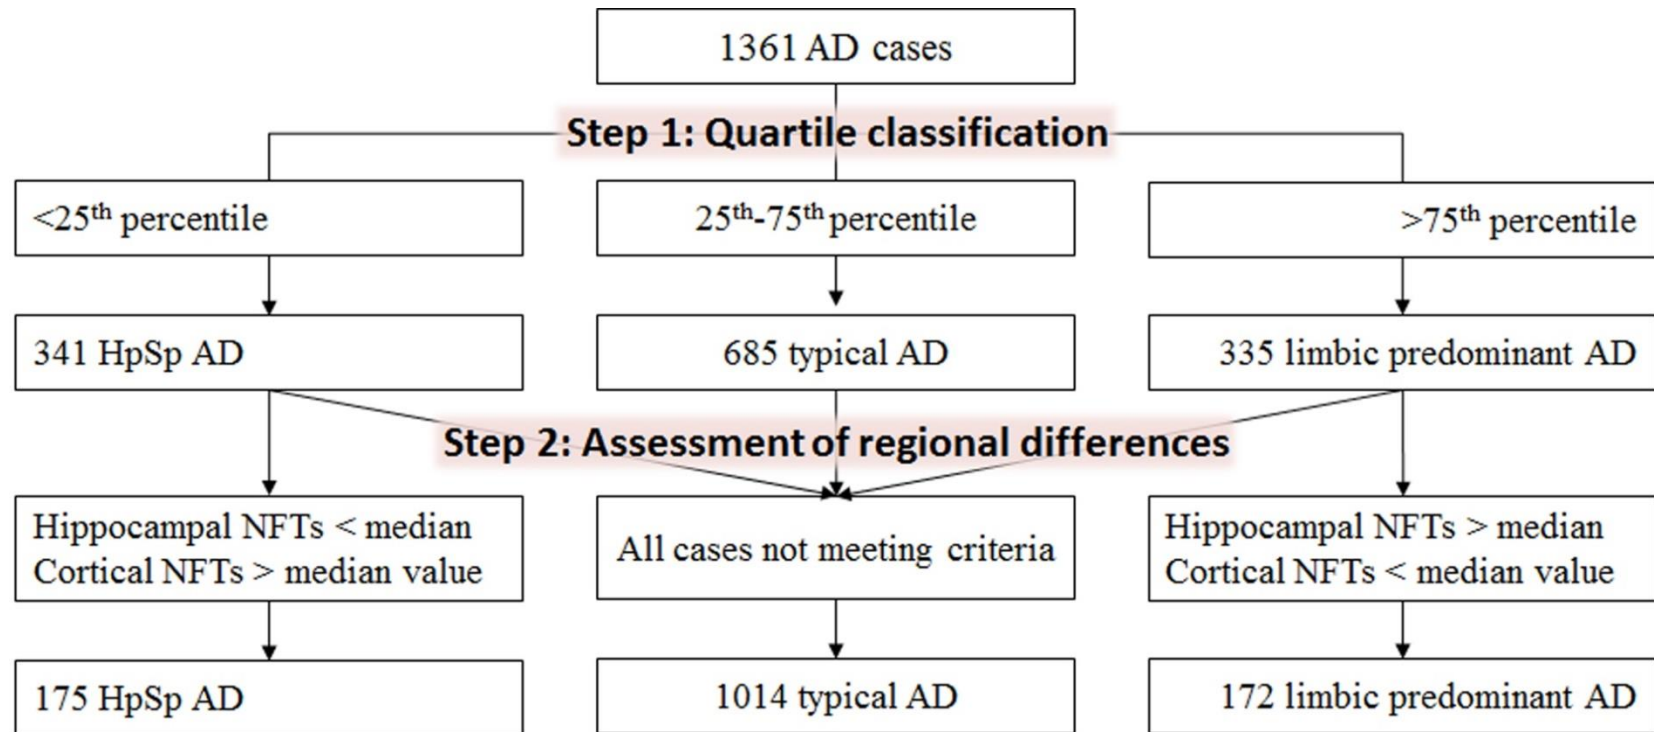 1361 AD cases
Step 1: Quartile classification
<25th percentile
25th-75th percentile
>75th percentile
341 HpSp AD
685 typical AD
335 limbic predominant AD
Step 2: Assessment of regional differences
Hippocampal NFTs < median
Cortical NFTs > median value
All cases not meeting criteria
Hippocampal NFTs > median
Cortical NFTs < median value
175 HpSp AD
1014 typical AD
172 limbic predominant AD